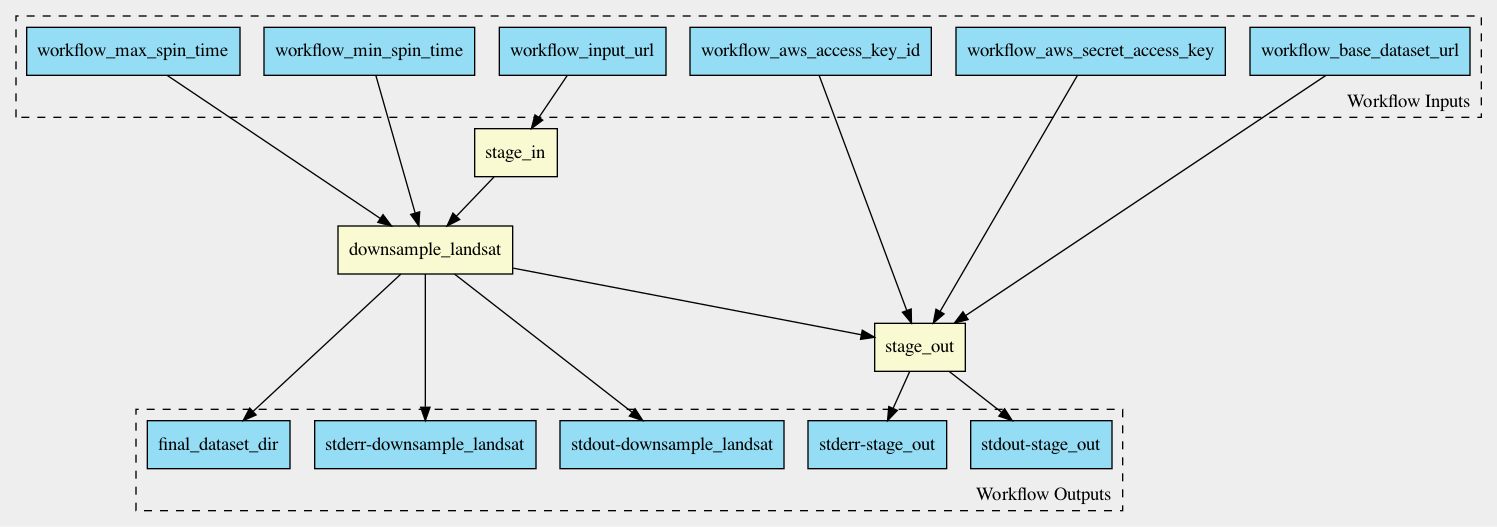 workflow_max_spin_time
workflow_min_spin_time
workflow_input_url
workflow_aws_access_key_id
workflow_aws_secret_access_key
workflow_base_dataset_url
Workflow Inputs
stage_in
downsample_landsat
stage_out
final_dataset_dir
stderr-downsample_landsat
stdout-downsample_landsat
stderr-stage_out
stdout-stage_out
Workflow Outputs